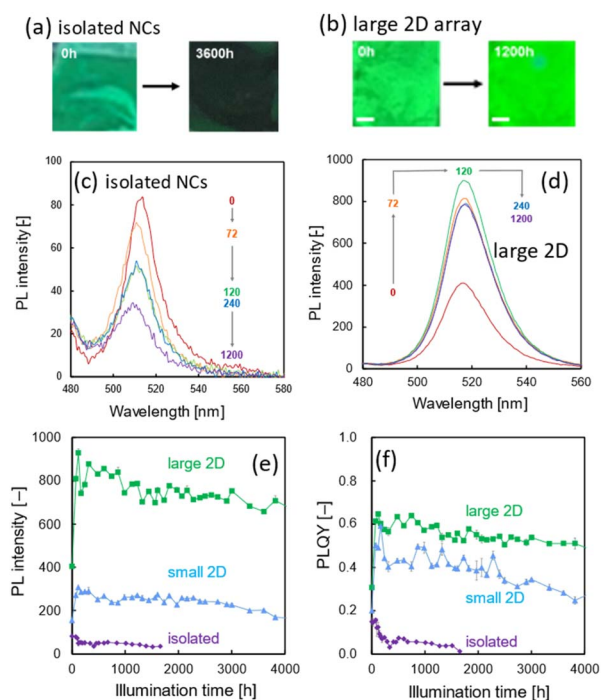 (a) isolated NCs
0h
3600h
(b) large 2D array
0h
1200h
(c) isolated NCs
PL intensity [-]
100
80
60
40
20
0
480 500 520 540 560 580
Wavelength [nm]
0
72
120
240
1200
(d)
large 2D
PL intensity [-]
1000
800
600
400
200
0
480 500 520 540 560
Wavelength [nm]
120
72
240
1200
0
(e)
PL intensity [–]
1000
800
600
400
200
0
large 2D
small 2D
isolated
0 1000 2000 3000 4000
Illumination time [h]
(f)
PLQY [–]
1.0
0.8
0.6
0.4
0.2
0.0
large 2D
small 2D
isolated
0 1000 2000 3000 4000
Illumination time [h]